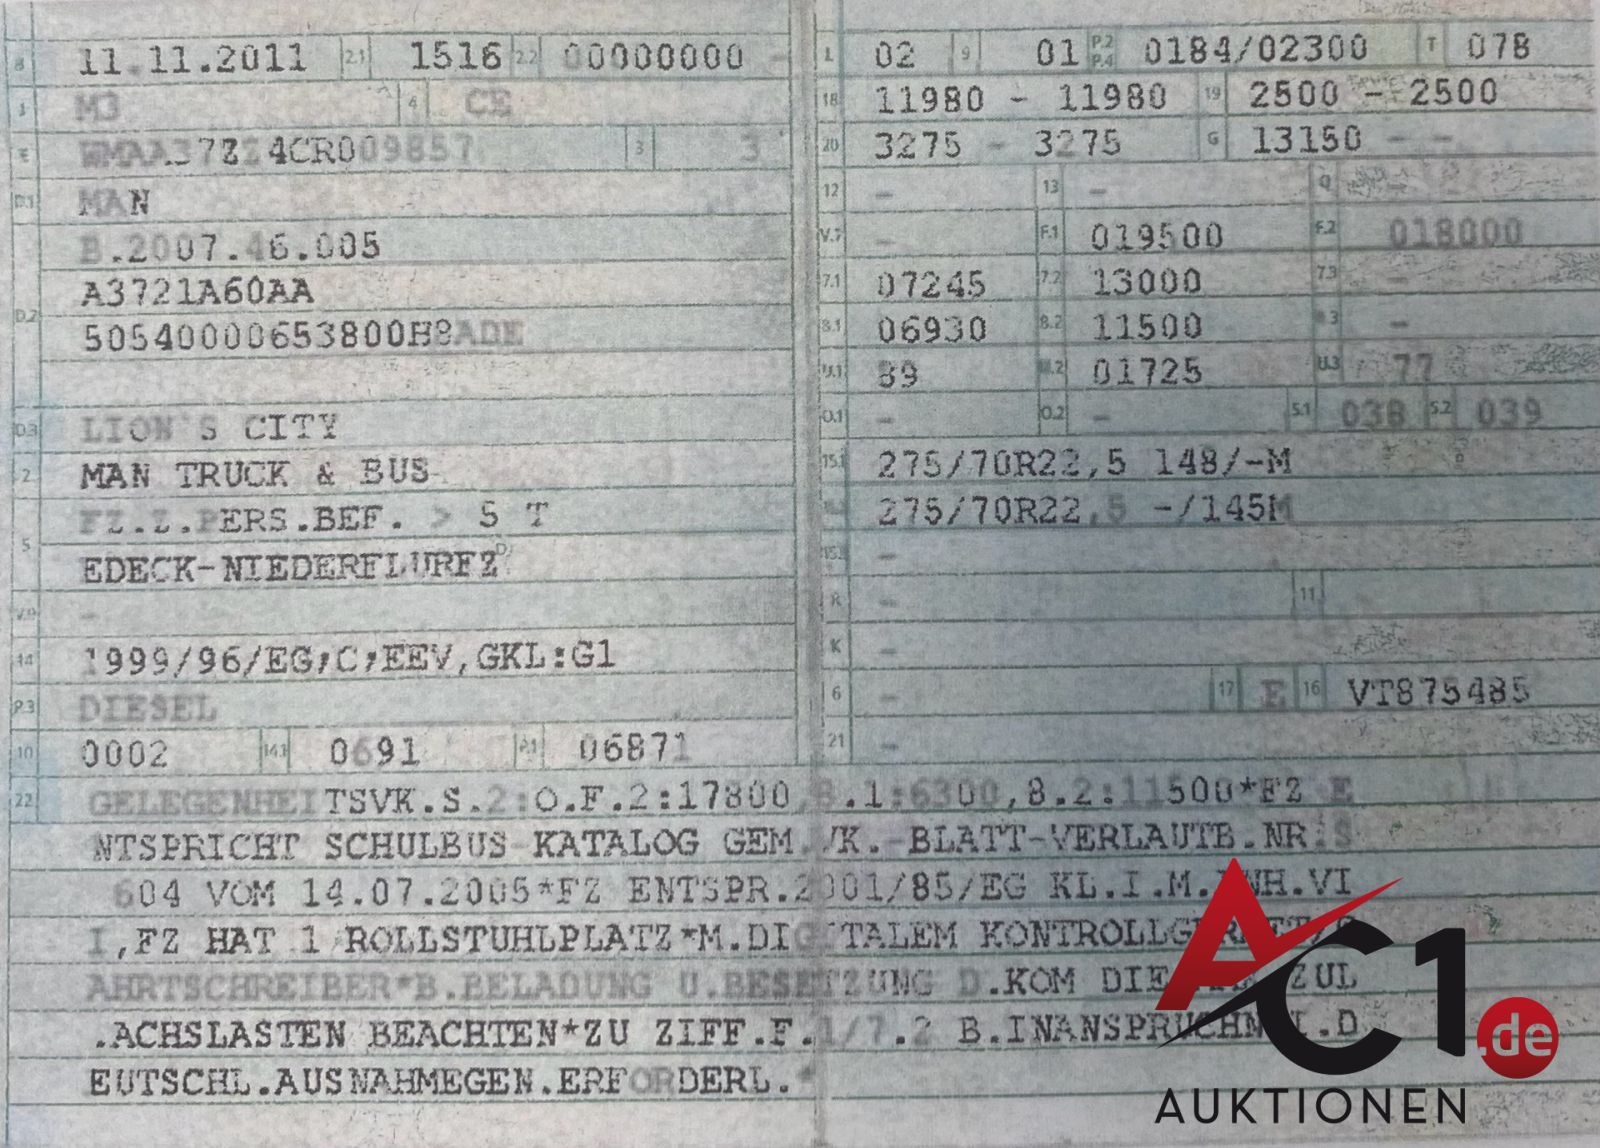 B 11.11.2011 2.1 1516 2.2 00000000 -
J M3 4 CE
E WMAA37ZZ4CR009857 3 3
D.1 MAN
B.2007.46.005
A3721A60AA
D.2 50540000653800H8ADE
D.3 LION'S CITY
2 MAN TRUCK & BUS
FZ.Z.PERS.BEF. > 5 T
5
EDECK-NIEDERFLURFZ
V.9 -
14 1999/96/EG;C;EEV,GKL:G1
P.3 DIESEL
10 0002 14.1 0691 P.1 06871
L 02 9 01 P.2 P.4 0184/02300 T 078
18 11980 - 11980 19 2500 - 2500
20 3275 - 3275 G 13150 - -
12 - 13 - Q
V.7 - F.1 019500 F.2 018000
7.1 07245 7.2 13000 7.3 -
8.1 06930 8.2 11500 8.3 -
U.1 89 U.2 01725 U.3 77
O.1 - O.2 - S.1 038 S.2 039
15.1 275/70R22,5 148/-M
15.2 275/70R22,5 -/145M
15.3 -
R - 11
K -
6 - 17 E 16 VT875485
21 -
22 GELEGENHEITSVK.S.2:O.F.2:17800,8.1:6300,8.2:11500*FZ E
NTSPRICHT SCHULBUS KATALOG GEM.VK.-BLATT-VERLAUTB.NR.S
604 VOM 14.07.2005*FZ ENTSPR.2001/85/EG KL.I.M.ANH.VI
I,FZ HAT 1 ROLLSTUHLPLATZ*M.DIGITALEM KONTROLLGERAET/F
AHRTSCHREIBER*B.BELADUNG U.BESETZUNG D.KOM DIE ZUL
.ACHSLASTEN BEACHTEN*ZU ZIFF.F.1/7.2 B.INANSPRUCHN.I.D
EUTSCHL.AUSNAHMEGEN.ERFORDERL.*
AC1.de
AUKTIONEN